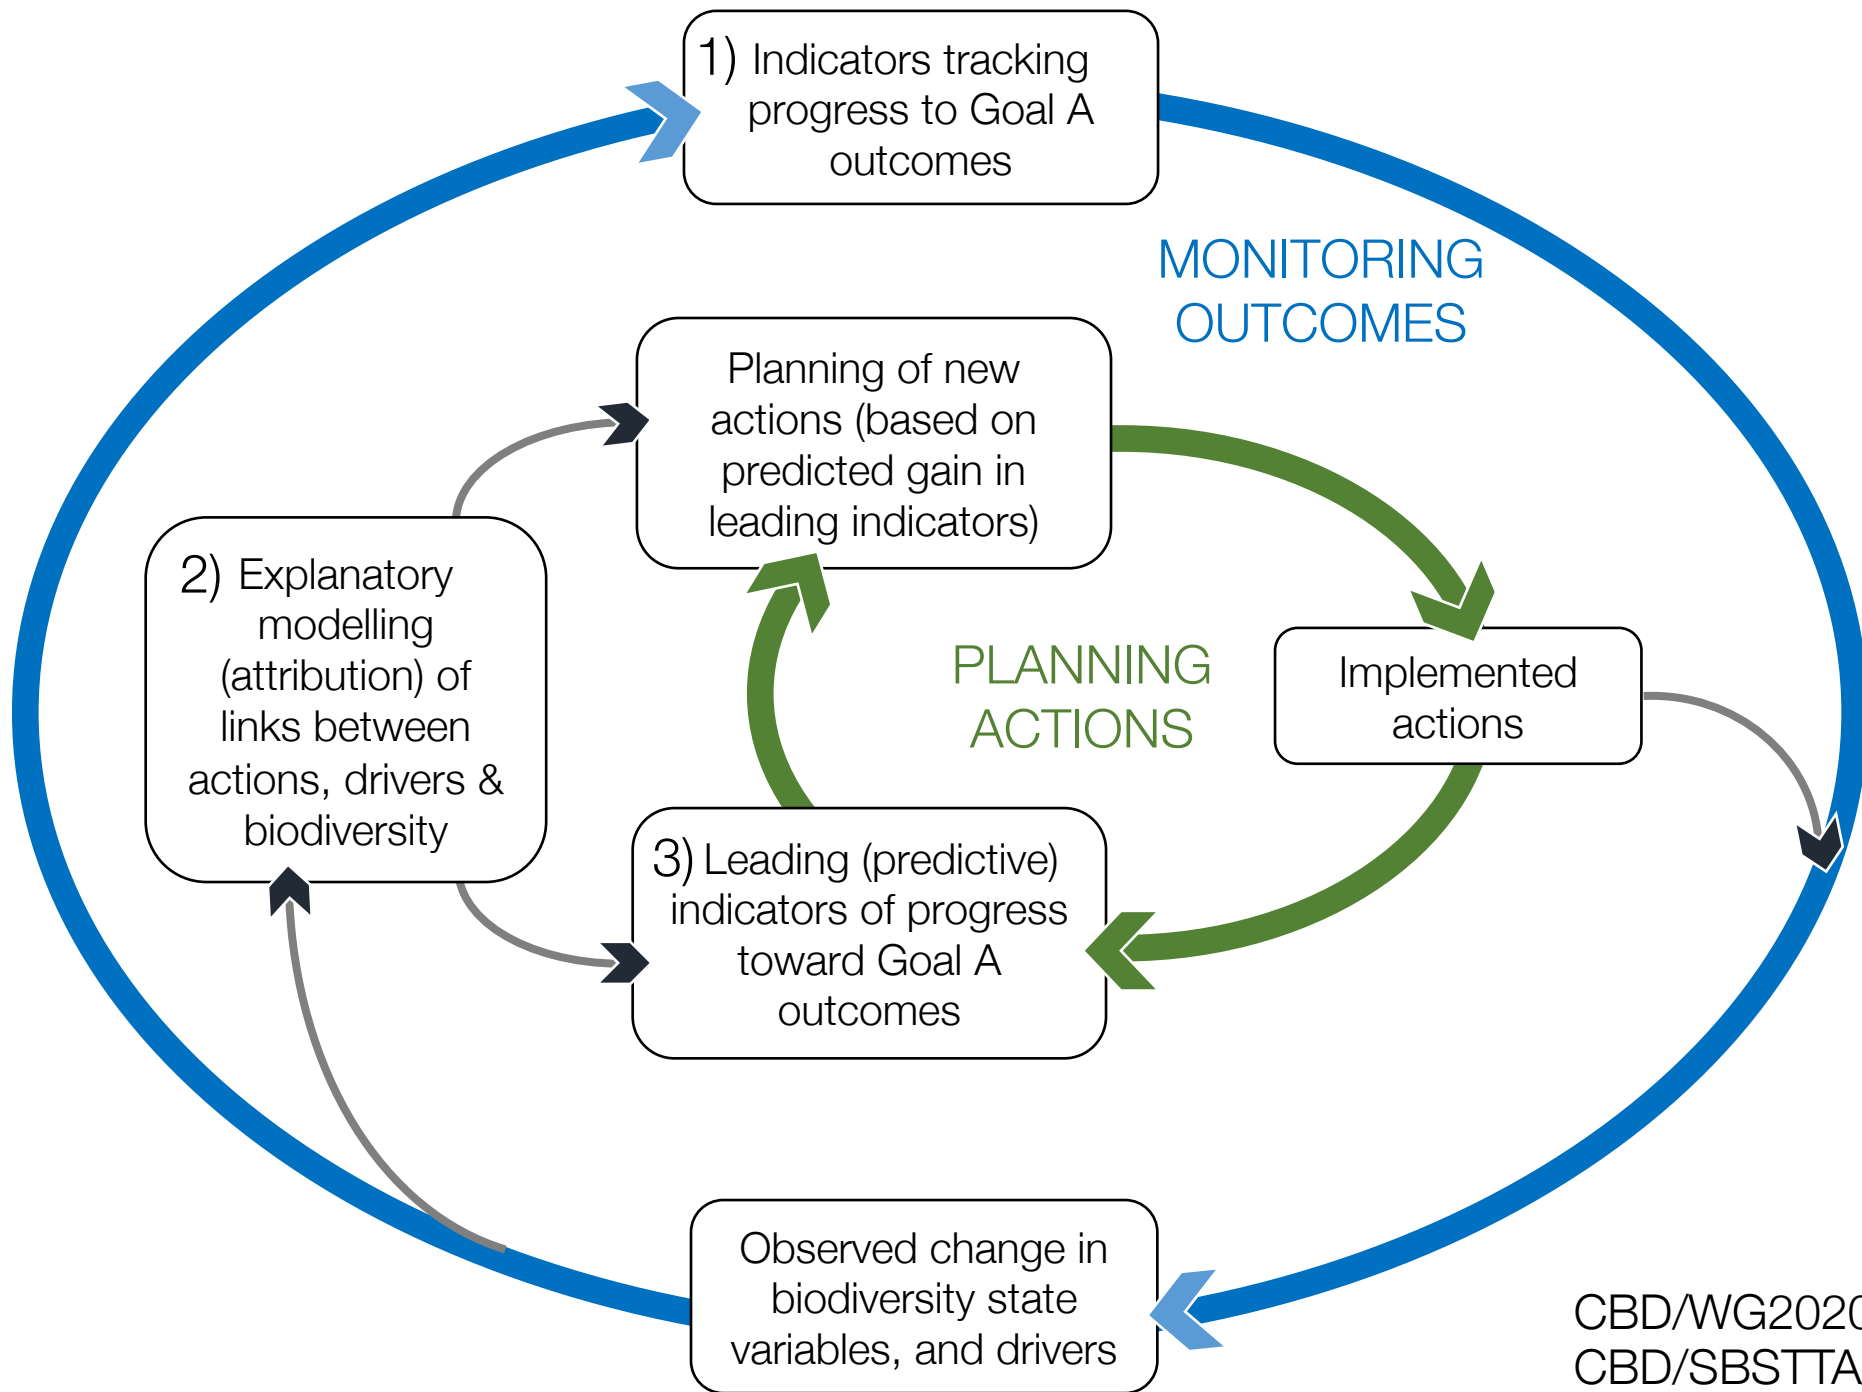 1) Indicators tracking
progress to Goal A
outcomes
MONITORING
OUTCOMES
Planning of new
actions (based on
predicted gain in
leading indicators)
2) Explanatory
modelling
(attribution) of
links between
actions, drivers &
biodiversity
PLANNING
ACTIONS
Implemented
actions
3) Leading (predictive)
indicators of progress
toward Goal A
outcomes
Observed change in
biodiversity state
variables, and drivers
CBD/WG2020
CBD/SBSTTA